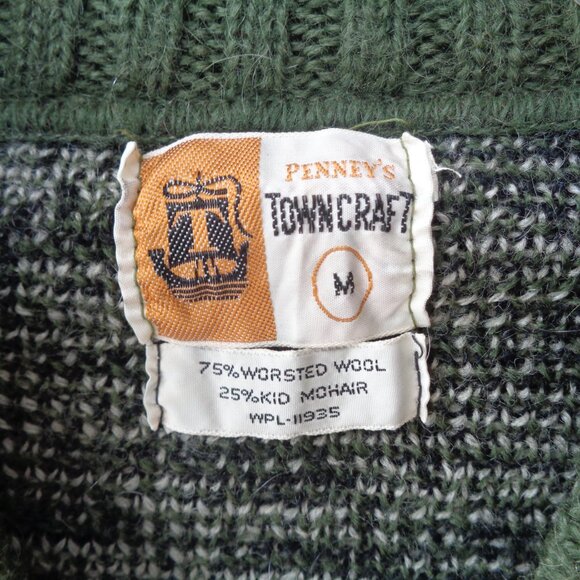 PENNEY'S
TOWNCRAFT
M
75% WORSTED WOOL
25% KID MOHAIR
WPL-11935